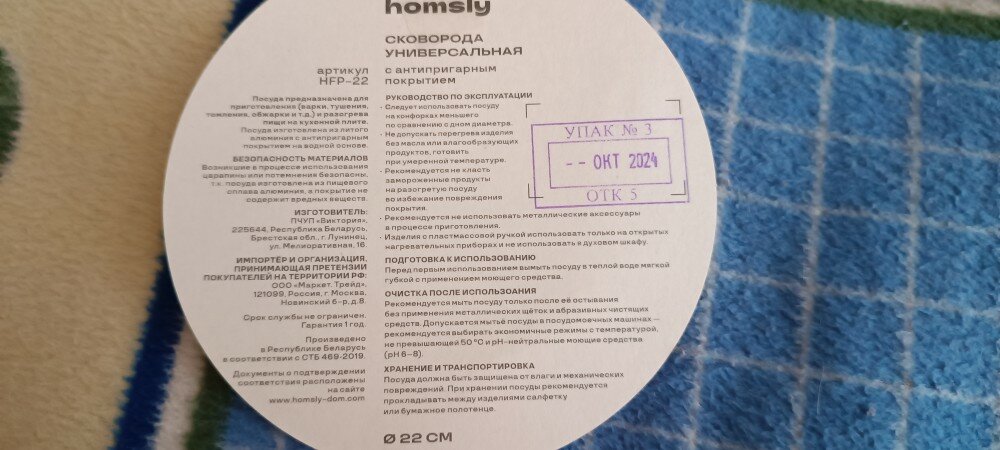 homsly
СКОВОРОДА
УНИВЕРСАЛЬНАЯ
с антипригарным
покрытием
артикул
HFP-22
Посуда предназначена для
приготовления (варки, тушения,
томления, обжарки и т.д.) и разогрева
пищи на кухонной плите.
Посуда изготовлена из литого
алюминия с антипригарным
покрытием на водной основе.
БЕЗОПАСНОСТЬ МАТЕРИАЛОВ
Возникшие в процессе использования
царапины или потемнения безопасны,
т.к. посуда изготовлена из пищевого
сплава алюминия, а покрытие не
содержит вредных веществ.
ИЗГОТОВИТЕЛЬ:
ПЧУП «Виктория»,
225644, Республика Беларусь,
Брестская обл., г. Лунинец,
ул. Мелиоративная, 16
ИМПОРТЁР И ОРГАНИЗАЦИЯ,
ПРИНИМАЮЩАЯ ПРЕТЕНЗИИ
ПОКУПАТЕЛЕЙ НА ТЕРРИТОРИИ РФ:
ООО «Маркет. Трейд»,
121099, Россия, г. Москва,
Новинский б-р, д.8
Срок службы не ограничен.
Гарантия 1 год.
Произведено
в Республике Беларусь
в соответствии с СТБ 469-2019.
Документы о подтверждении
соответствия расположены
на сайте
www.homsly-dom.com
РУКОВОДСТВО ПО ЭКСПЛУАТАЦИИ
· Следует использовать посуду
на конфорках меньшего
по сравнению с дном диаметра.
· Не допускать перегрева изделия
без масла или влагообразующих
продуктов, готовить
при умеренной температуре.
· Рекомендуется не класть
замороженные продукты
на разогретую посуду
во избежание повреждения
покрытия.
· Рекомендуется не использовать металлические аксессуары
в процессе приготовления.
· Изделия с пластмассовой ручкой использовать только на открытых
нагревательных приборах и не использовать в духовом шкафу.
ПОДГОТОВКА К ИСПОЛЬЗОВАНИЮ
Перед первым использованием вымыть посуду в теплой воде мягкой
губкой с применением моющего средства.
ОЧИСТКА ПОСЛЕ ИСПОЛЬЗОАНИЯ
Рекомендуется мыть посуду только после её остывания
без применения металлических щёток и абразивных чистящих
средств. Допускается мытьё посуды в посудомоечных машинах —
рекомендуется выбирать экономичные режимы с температурой,
не превышающей 50 °C и pH-нейтральные моющие средства
(pH 6-8).
ХРАНЕНИЕ И ТРАНСПОРТИРОВКА
Посуда должна быть защищена от влаги и механических
повреждений. При хранении посуды рекомендуется
прокладывать между изделиями салфетку
или бумажное полотенце.
Ø 22 СМ
УПАК № 3
-- ОКТ 2024
ОТК 5